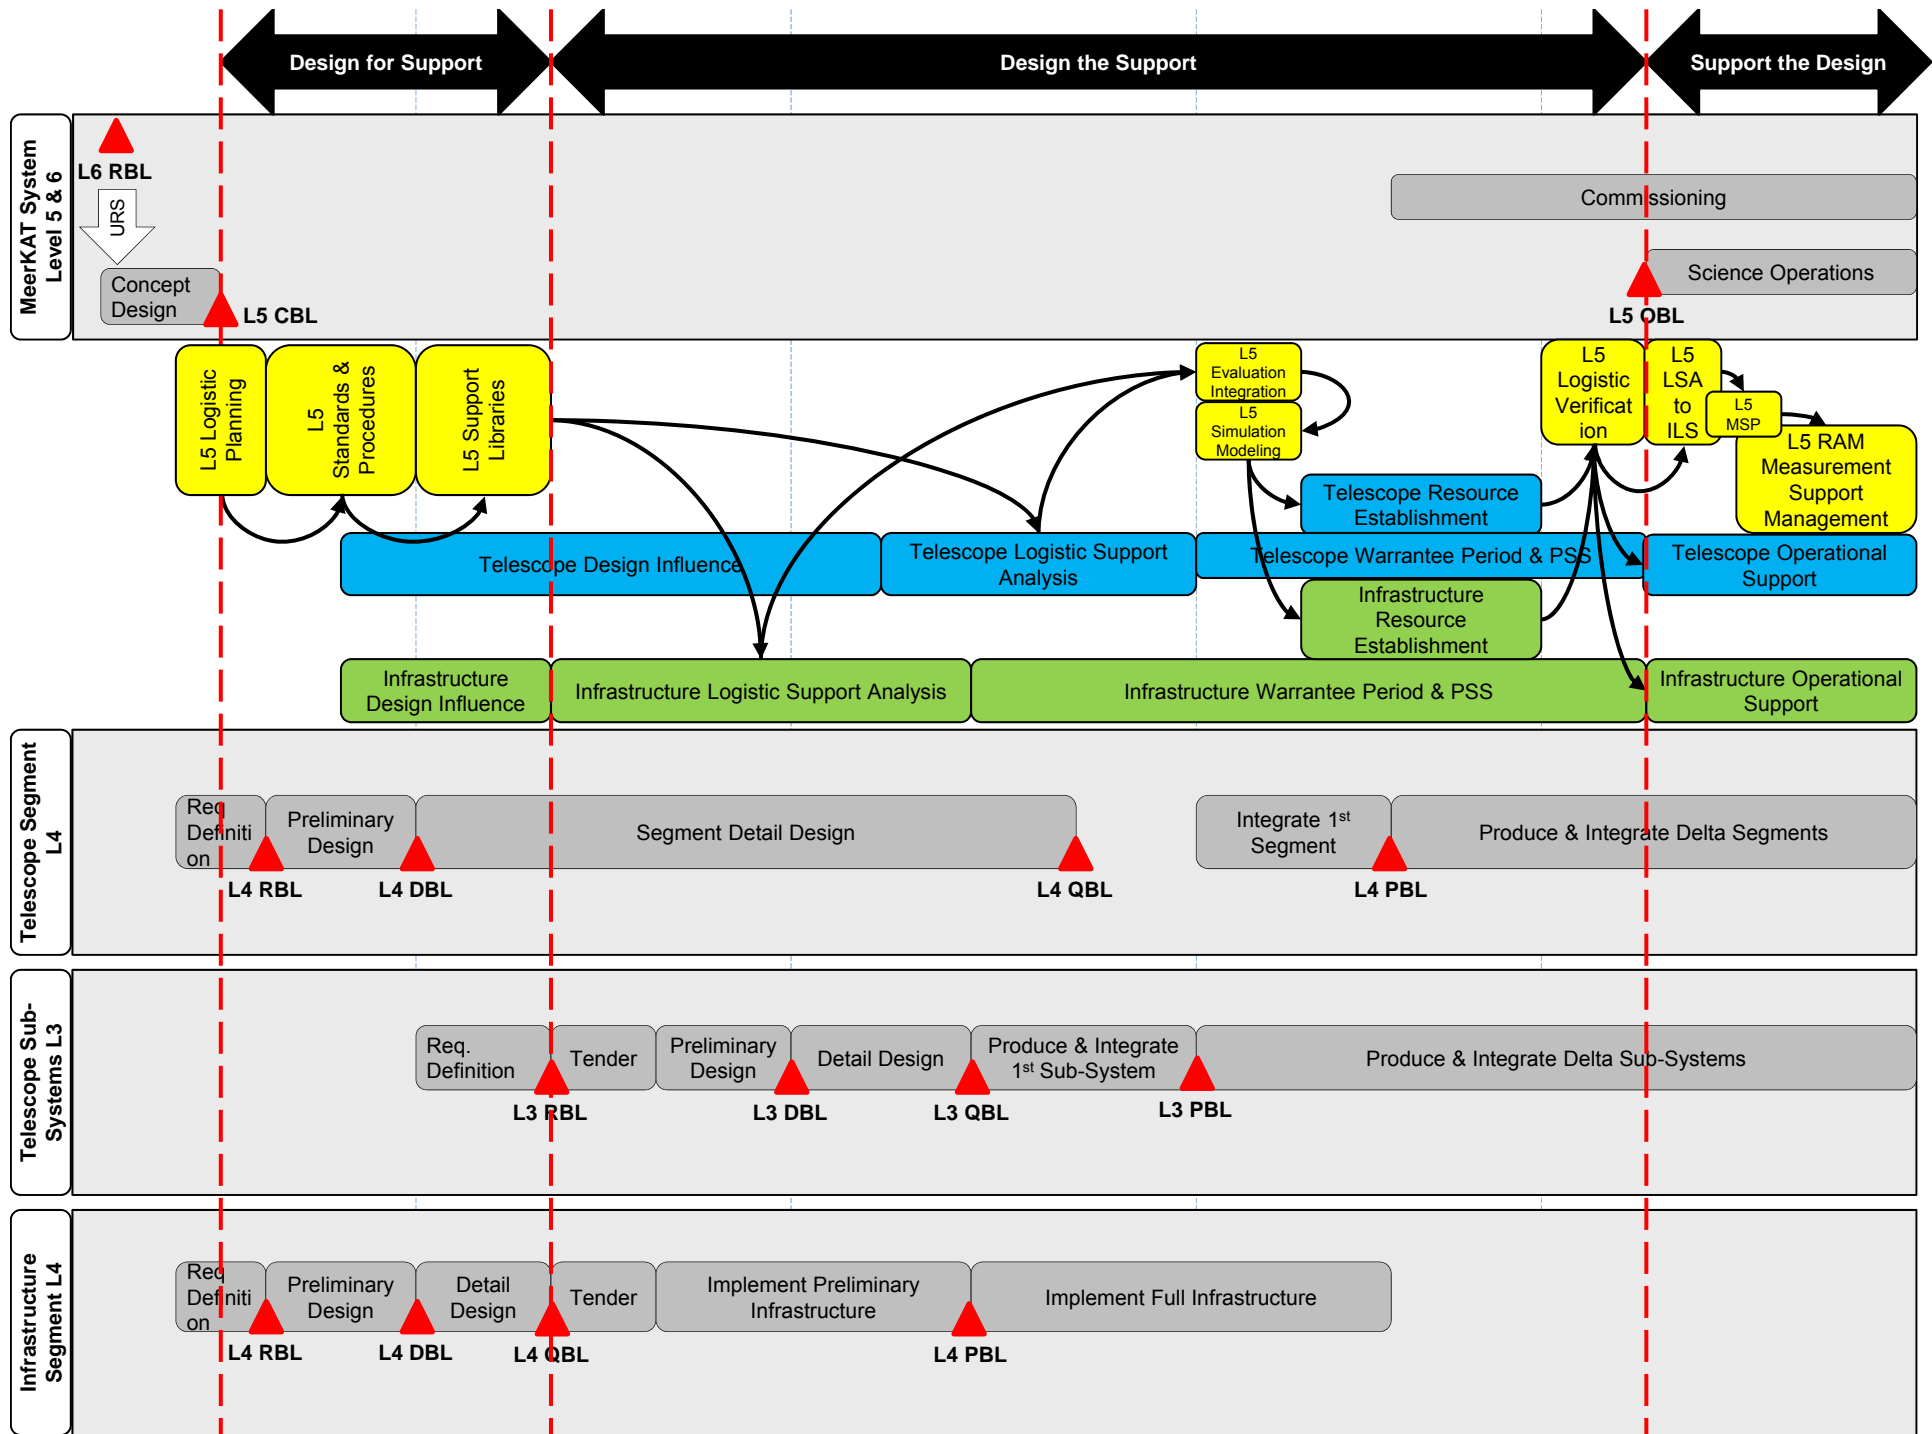 Design for Support
Design the Support
Support the Design
MeerKAT System
Level 5 & 6
L6 RBL
URS
Concept
Design
L5 CBL
Commissioning
Science Operations
L5 OBL
L5 Logistic
Planning
L5
Standards &
Procedures
L5 Support
Libraries
L5
Evaluation
Integration
L5
Simulation
Modeling
L5
Logistic
Verificat
ion
L5
LSA
to
ILS
L5
MSP
L5 RAM
Measurement
Support
Management
Telescope Resource
Establishment
Telescope Design Influence
Telescope Logistic Support
Analysis
Telescope Warrantee Period & PSS
Telescope Operational
Support
Infrastructure
Resource
Establishment
Infrastructure
Design Influence
Infrastructure Logistic Support Analysis
Infrastructure Warrantee Period & PSS
Infrastructure Operational
Support
Telescope Segment
L4
Req
Definiti
on
Preliminary
Design
Segment Detail Design
Integrate 1st
Segment
Produce & Integrate Delta Segments
L4 RBL
L4 DBL
L4 QBL
L4 PBL
Telescope Sub-
Systems L3
Req.
Definition
Tender
Preliminary
Design
Detail Design
Produce & Integrate
1st Sub-System
Produce & Integrate Delta Sub-Systems
L3 RBL
L3 DBL
L3 QBL
L3 PBL
Infrastructure
Segment L4
Req
Definiti
on
Preliminary
Design
Detail
Design
Tender
Implement Preliminary
Infrastructure
Implement Full Infrastructure
L4 RBL
L4 DBL
L4 QBL
L4 PBL